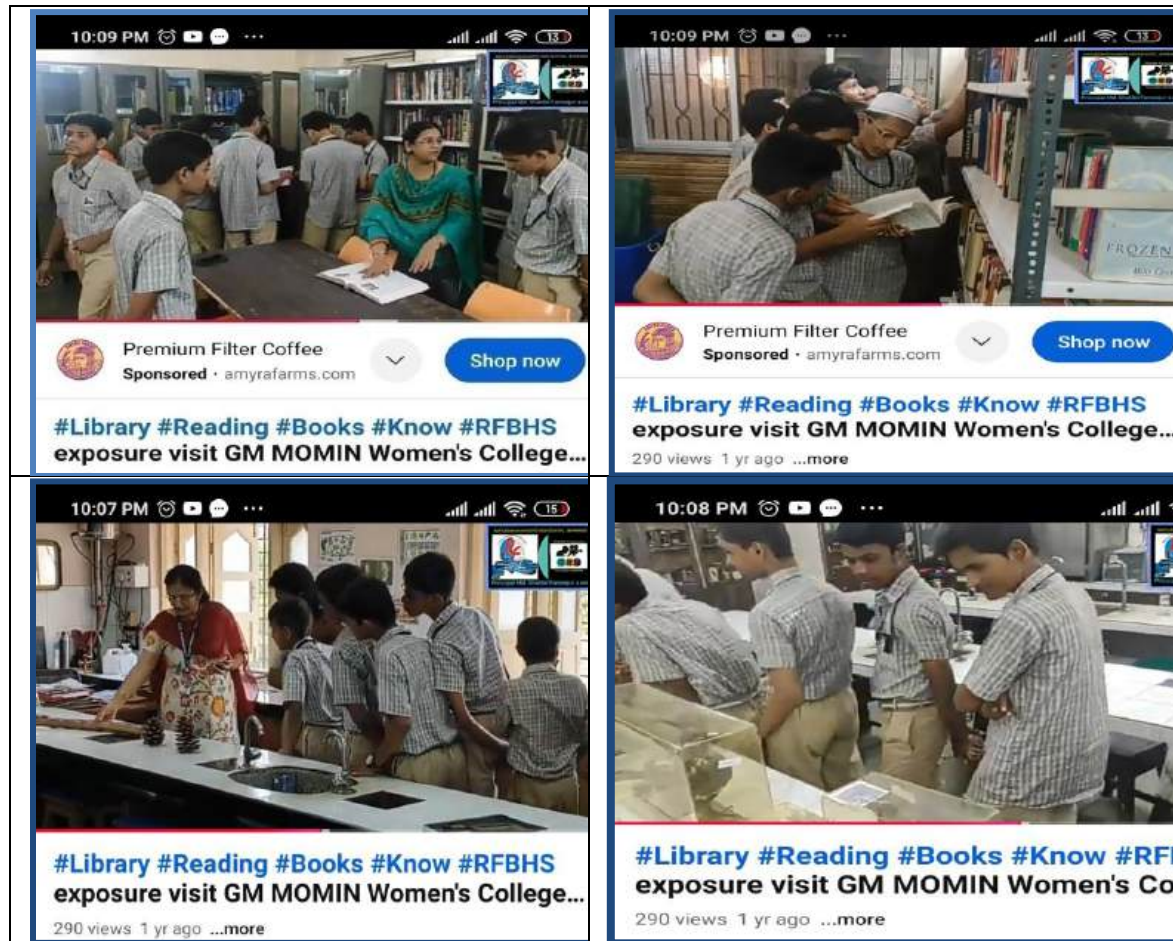 10:09 PM ...
13
Premium Filter Coffee
Sponsored · amyrafarms.com
Shop now
#Library #Reading #Books #Know #RFBHS
exposure visit GM MOMIN Women's College...
10:09 PM ...
13
FROZEN
Premium Filter Coffee
Sponsored · amyrafarms.com
Shop now
#Library #Reading #Books #Know #RFBHS
exposure visit GM MOMIN Women's College...
290 views 1 yr ago ...more
10:07 PM ...
15
#Library #Reading #Books #Know #RFBHS
exposure visit GM MOMIN Women's College...
290 views 1 yr ago ...more
10:08 PM ...
#Library #Reading #Books #Know #RF
exposure visit GM MOMIN Women's Co
290 views 1 yr ago ...more